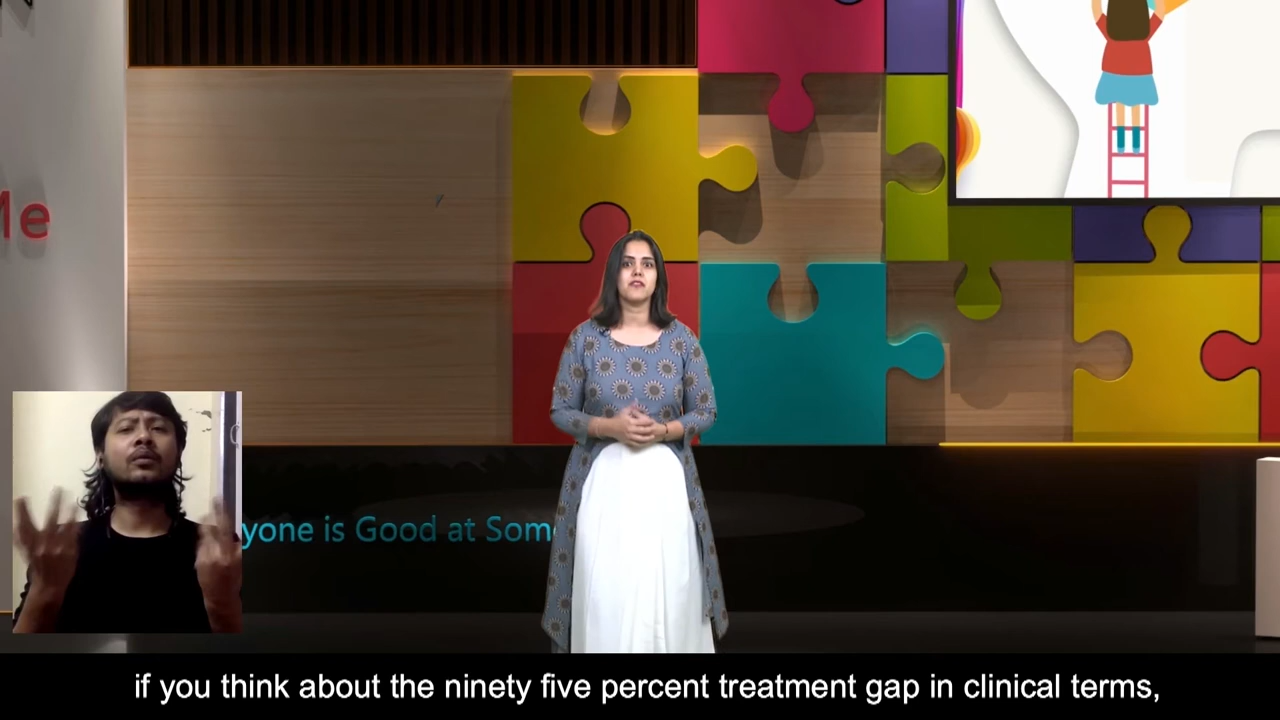 Me
yone is Good at Som
if you think about the ninety five percent treatment gap in clinical terms,